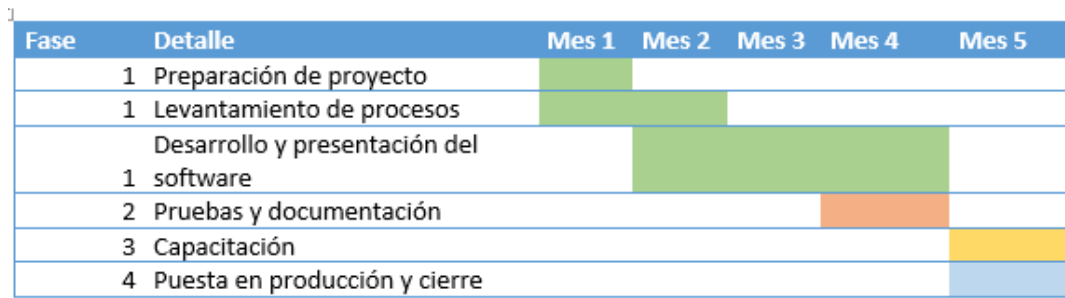 Fase Detalle Mes 1 Mes 2 Mes 3 Mes 4 Mes 5
1 Preparación de proyecto
1 Levantamiento de procesos
Desarrollo y presentación del
1 software
2 Pruebas y documentación
3 Capacitación
4 Puesta en producción y cierre